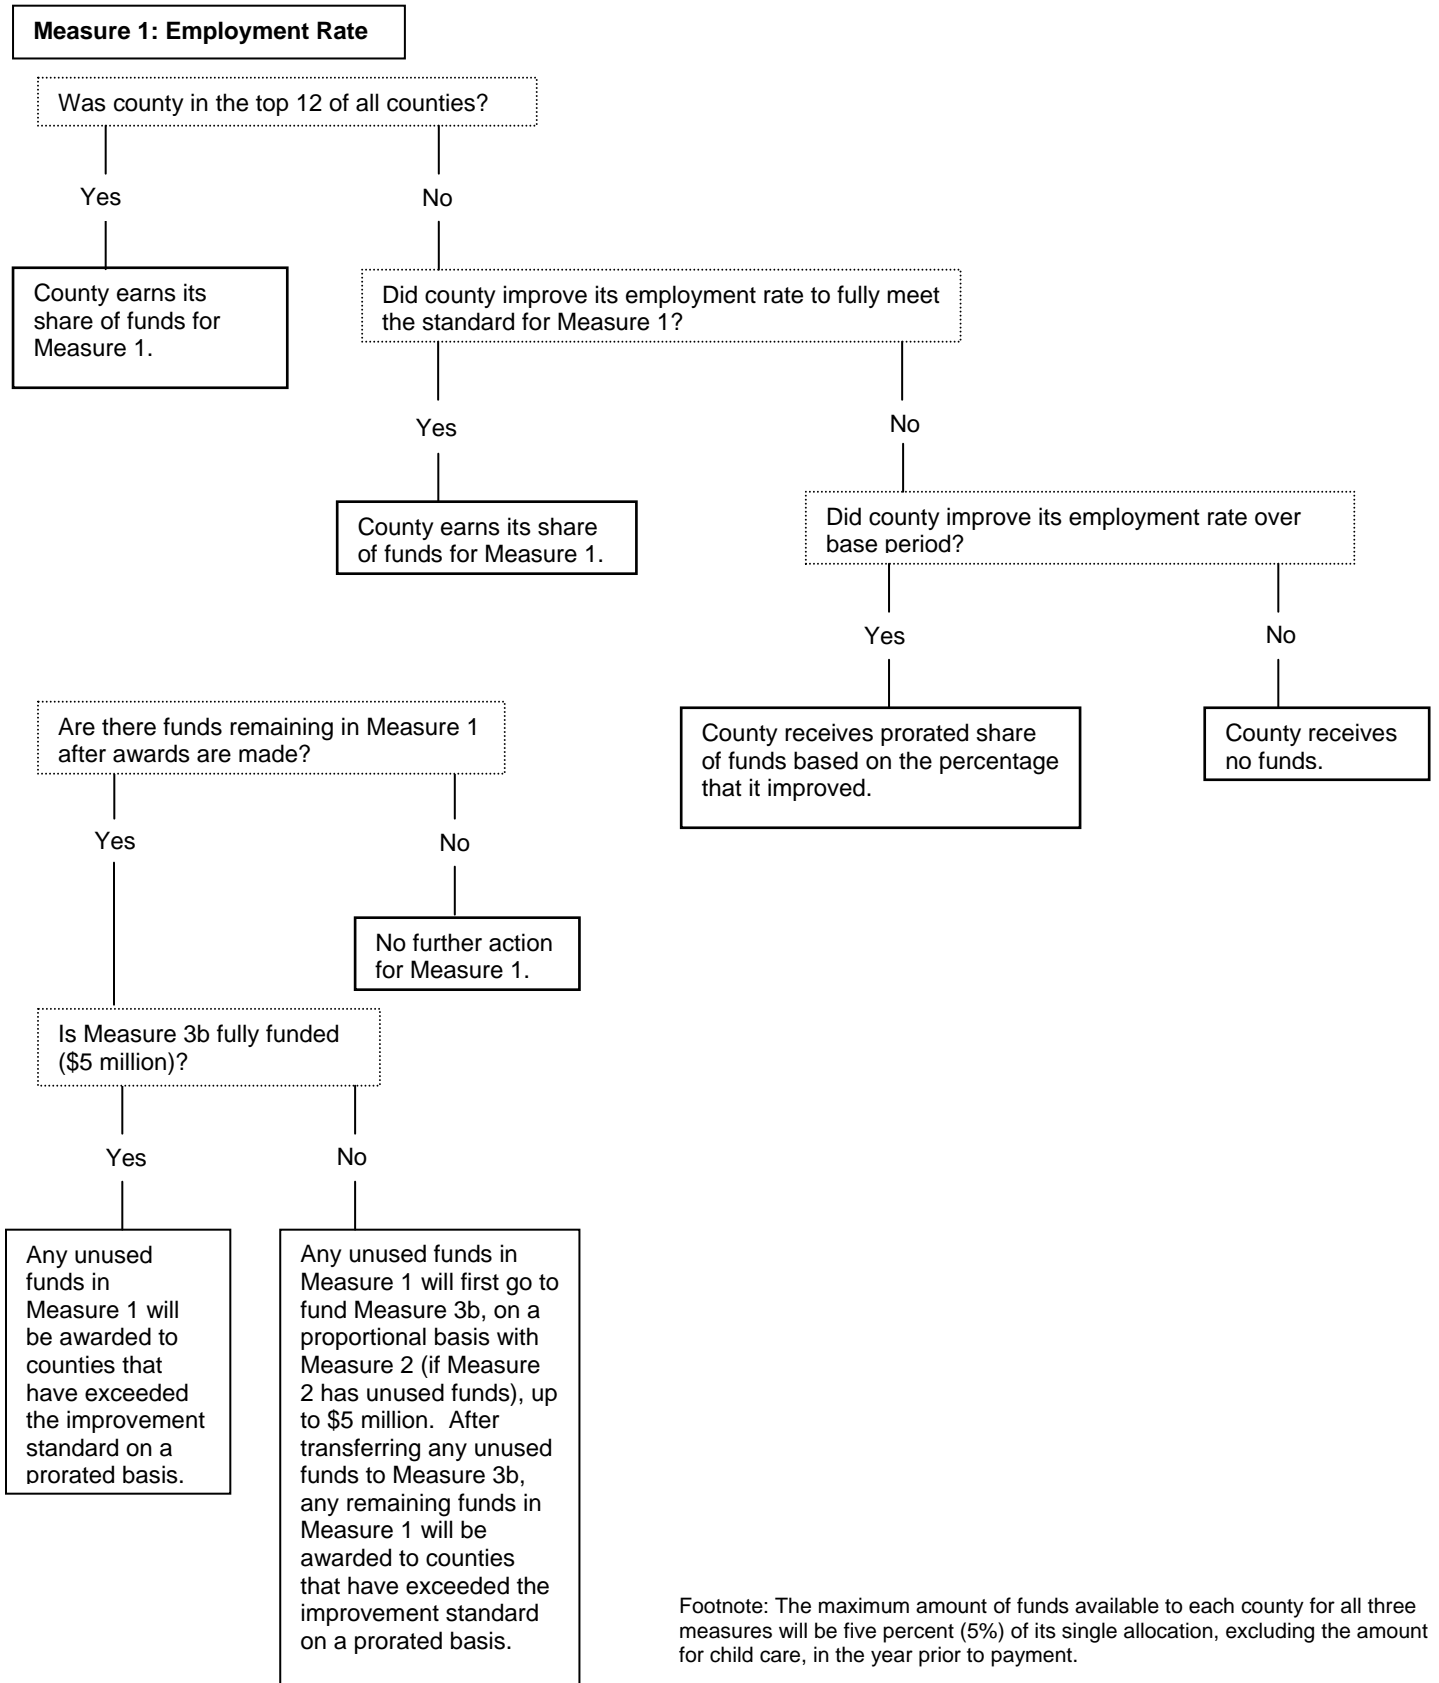 Measure 1: Employment Rate
Was county in the top 12 of all counties?
Yes
No
County earns its
share of funds for
Measure 1.
Did county improve its employment rate to fully meet
the standard for Measure 1?
Yes
No
County earns its share
of funds for Measure 1.
Did county improve its employment rate over
base period?
Yes
No
County receives prorated share
of funds based on the percentage
that it improved.
County receives
no funds.
Are there funds remaining in Measure 1
after awards are made?
Yes
No
No further action
for Measure 1.
Is Measure 3b fully funded
($5 million)?
Yes
No
Any unused
funds in
Measure 1 will
be awarded to
counties that
have exceeded
the improvement
standard on a
prorated basis.
Any unused funds in
Measure 1 will first go to
fund Measure 3b, on a
proportional basis with
Measure 2 (if Measure
2 has unused funds), up
to $5 million.  After
transferring any unused
funds to Measure 3b,
any remaining funds in
Measure 1 will be
awarded to counties
that have exceeded the
improvement standard
on a prorated basis.
Footnote: The maximum amount of funds available to each county for all three
measures will be five percent (5%) of its single allocation, excluding the amount
for child care, in the year prior to payment.